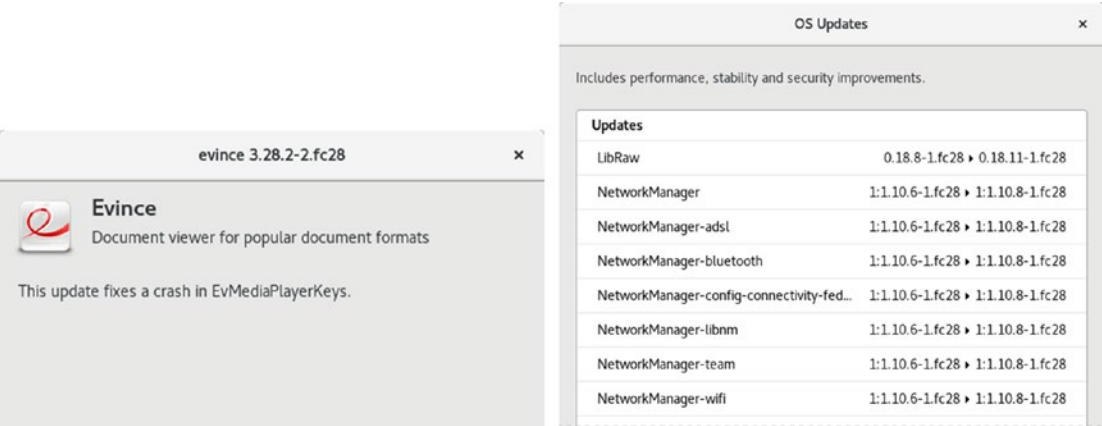 evince 3.28.2-2.fc28 ×
Evince
Document viewer for popular document formats
This update fixes a crash in EvMediaPlayerKeys.
OS Updates ×
Includes performance, stability and security improvements.
Updates
LibRaw 0.18.8-1.fc28 ▸ 0.18.11-1.fc28
NetworkManager 1:1.10.6-1.fc28 ▸ 1:1.10.8-1.fc28
NetworkManager-adsl 1:1.10.6-1.fc28 ▸ 1:1.10.8-1.fc28
NetworkManager-bluetooth 1:1.10.6-1.fc28 ▸ 1:1.10.8-1.fc28
NetworkManager-config-connectivity-fed... 1:1.10.6-1.fc28 ▸ 1:1.10.8-1.fc28
NetworkManager-libnm 1:1.10.6-1.fc28 ▸ 1:1.10.8-1.fc28
NetworkManager-team 1:1.10.6-1.fc28 ▸ 1:1.10.8-1.fc28
NetworkManager-wifi 1:1.10.6-1.fc28 ▸ 1:1.10.8-1.fc28